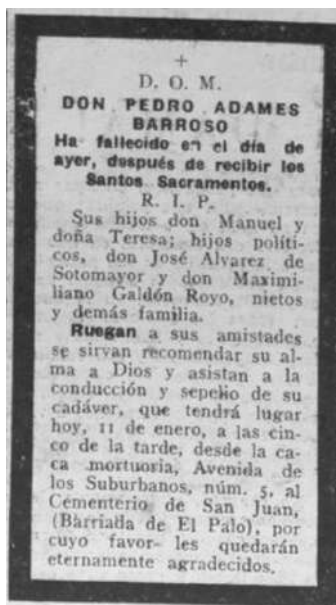 +
D. O. M.
DON PEDRO ADAMES
BARROSO
Ha fallecido en el día de
ayer, después de recibir los
Santos Sacramentos.
R. I. P.
Sus hijos don Manuel y
doña Teresa; hijos políti-
cos, don José Alvarez de
Sotomayor y don Maximi-
liano Galdón Royo, nietos
y demás familia.
Ruegan a sus amistades
se sirvan recomendar su al-
ma a Dios y asistan a la
conducción y sepelio de su
cadáver, que tendrá lugar
hoy, 11 de enero, a las cin-
co de la tarde, desde la ca-
ca mortuoria, Avenida de
los Suburbanos, núm. 5, al
Cementerio de San Juan,
(Barriada de El Palo), por
cuyo favor- les quedarán
eternamente agradecidos.